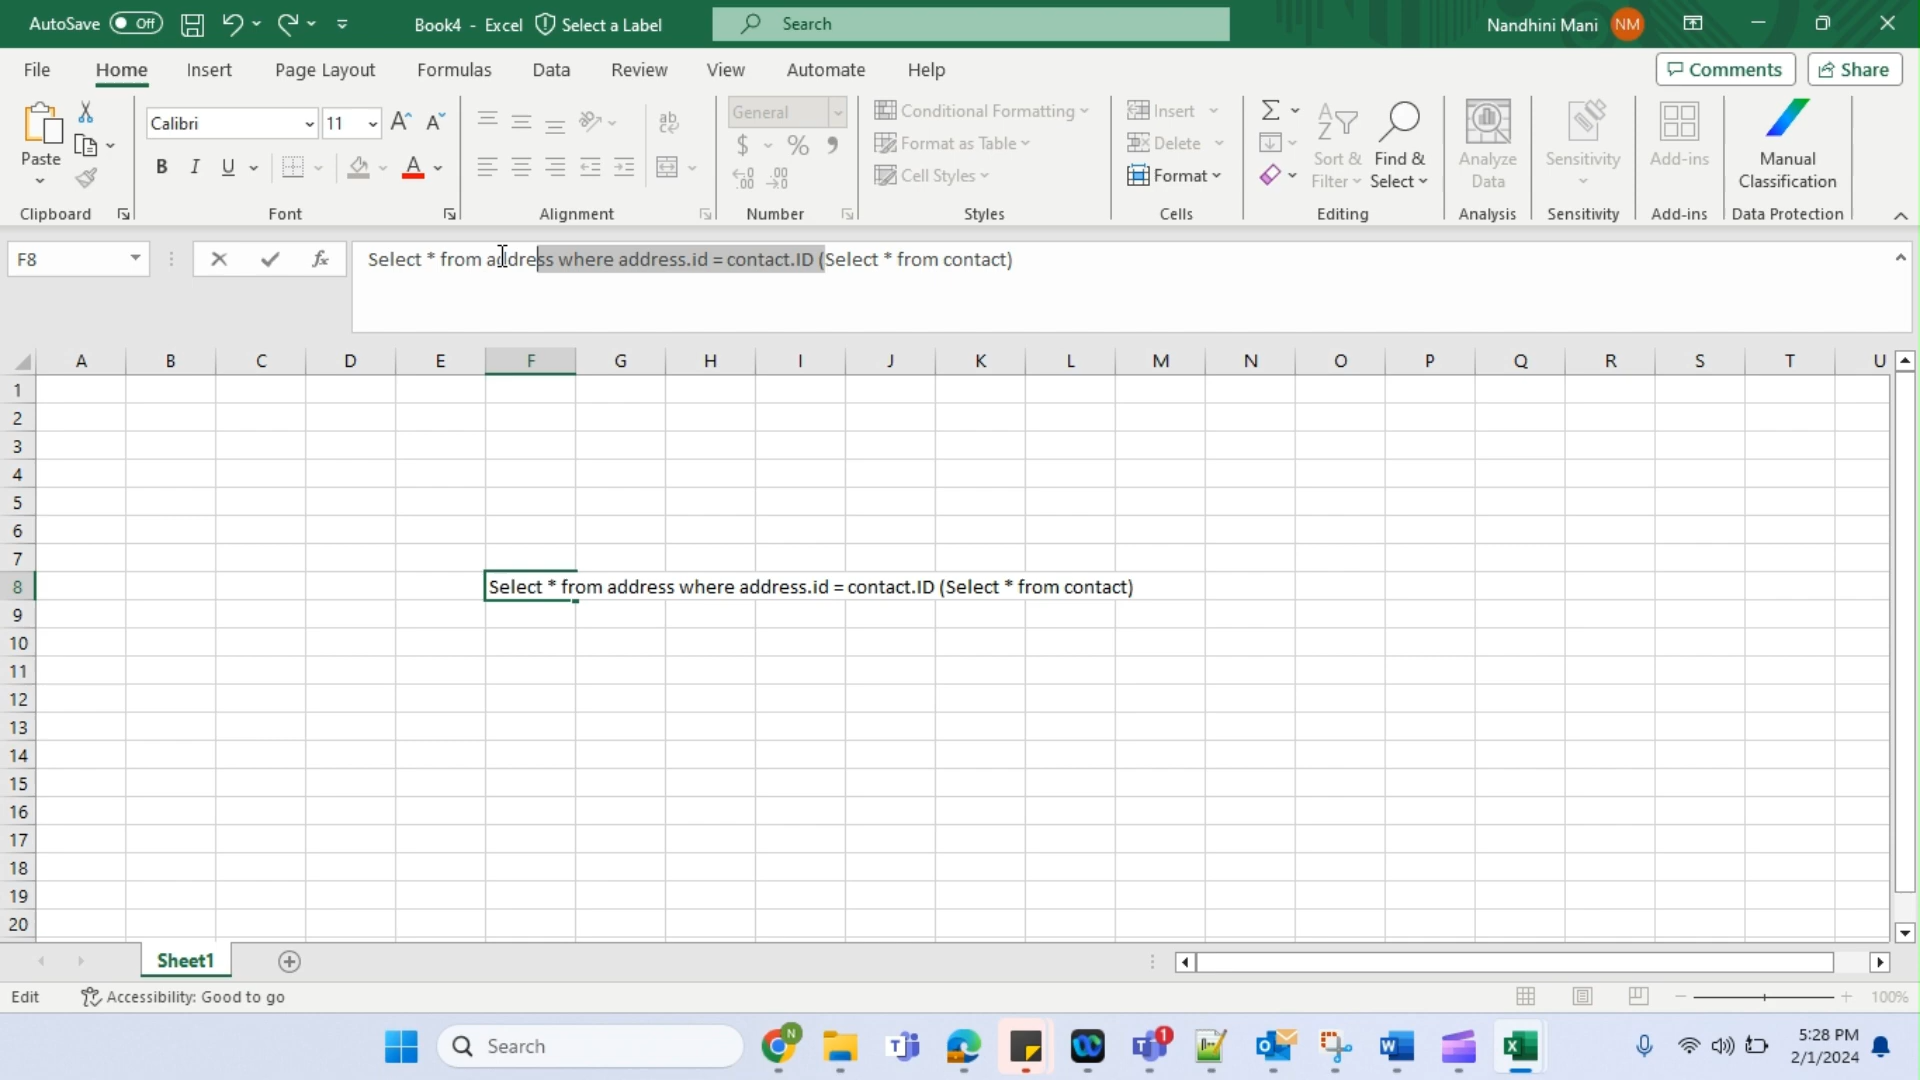 AutoSave Off Book4 - Excel Select a Label Search Nandhini Mani NM
File Home Insert Page Layout Formulas Data Review View Automate Help Comments Share
Paste
Clipboard
Calibri 11
B I U A
Font
ab
Alignment
General
$ % 9
Number
Conditional Formatting
Format as Table
Cell Styles
Styles
Insert
Delete
Format
Cells
Sort & Filter
Find & Select
Editing
Analyze Data
Analysis
Sensitivity
Sensitivity
Add-ins
Add-ins
Manual Classification
Data Protection
F8 fx Select * from address where address.id = contact.ID (Select * from contact)
A B C D E F G H I J K L M N O P Q R S T U
1
2
3
4
5
6
7
8 Select * from address where address.id = contact.ID (Select * from contact)
9
10
11
12
13
14
15
16
17
18
19
20
Sheet1
Edit Accessibility: Good to go 100%
Search 5:28 PM
2/1/2024